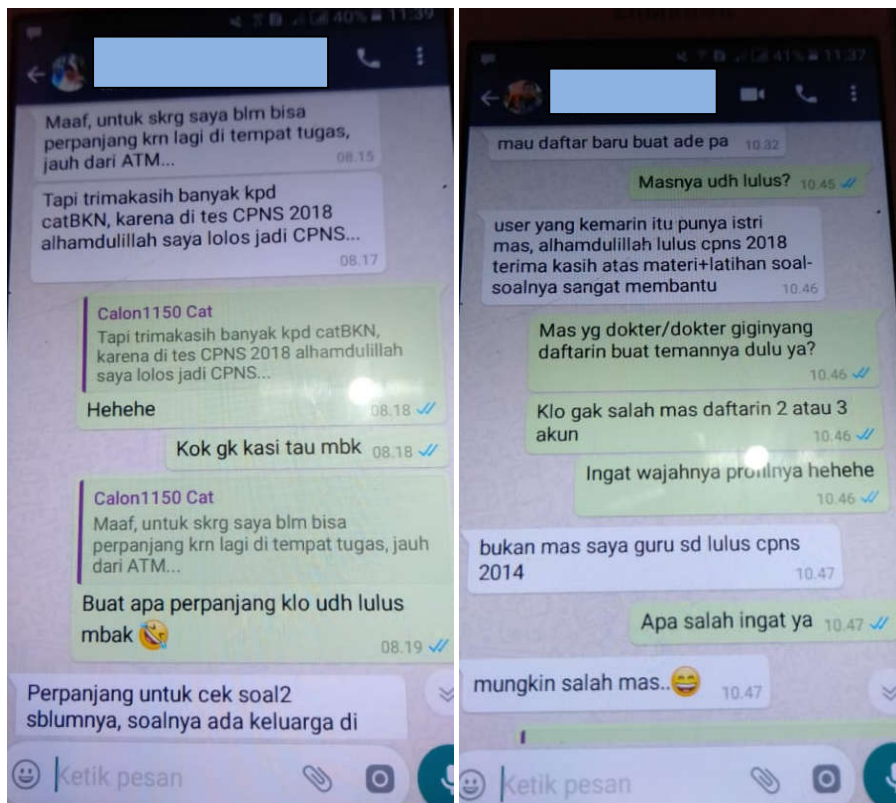 40% 11:39
Maaf, untuk skrg saya blm bisa
perpanjang krn lagi di tempat tugas,
jauh dari ATM...
08.15
Tapi trimakasih banyak kpd
catBKN, karena di tes CPNS 2018
alhamdulillah saya lolos jadi CPNS...
08.17
Calon1150 Cat
Tapi trimakasih banyak kpd catBKN,
karena di tes CPNS 2018 alhamdulillah
saya lolos jadi CPNS...
Hehehe 08.18
Kok gk kasi tau mbk 08.18
Calon1150 Cat
Maaf, untuk skrg saya blm bisa
perpanjang krn lagi di tempat tugas, jauh
dari ATM...
Buat apa perpanjang klo udh lulus
mbak
08.19
Perpanjang untuk cek soal2
sblumnya, soalnya ada keluarga di
Ketik pesan
41% 11:37
mau daftar baru buat ade pa 10.32
Masnya udh lulus? 10.45
user yang kemarin itu punya istri
mas, alhamdulillah lulus cpns 2018
terima kasih atas materi+latihan soal-
soalnya sangat membantu 10.46
Mas yg dokter/dokter giginyang
daftarin buat temannya dulu ya?
10.46
Klo gak salah mas daftarin 2 atau 3
akun 10.46
Ingat wajahnya profilnya hehehe
10.46
bukan mas saya guru sd lulus cpns
2014 10.47
Apa salah ingat ya 10.47
mungkin salah mas.. 10.47
Ketik pesan